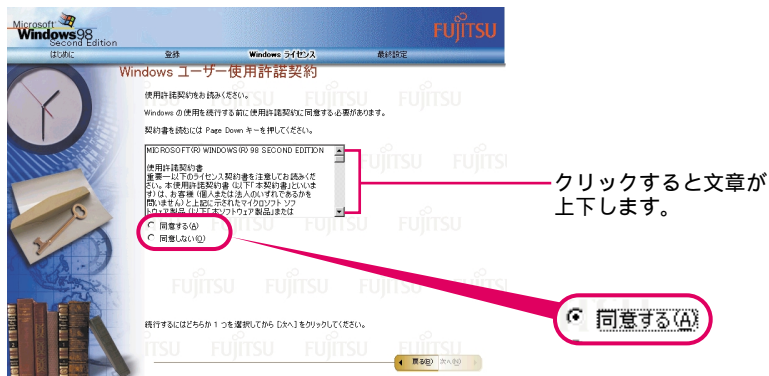 Microsoft
Windows98
Second Edition
FUJITSU
はじめに 登録 Windows ライセンス 最終設定
Windows ユーザー使用許諾契約
使用許諾契約をお読みください。
Windows の使用を続行する前に使用許諾契約に同意する必要があります。
契約書を読むには Page Down キーを押してください。
MICROSOFT(R) WINDOWS(R) 98 SECOND EDITION
使用許諾契約書
重要－以下のライセンス契約書を注意してお読みくだ
さい。本使用許諾契約書（以下「本契約書」といいま
す）は、お客様（個人または法人のいずれであるかを
問いません）と上記に示されたマイクロソフト ソフ
トウェア製品（以下「本ソフトウェア製品」または
同意する(A)
同意しない(O)
クリックすると文章が
上下します。
同意する(A)
続行するにはどちらか 1 つを選択してから [次へ] をクリックしてください。
戻る(B) 次へ(N)